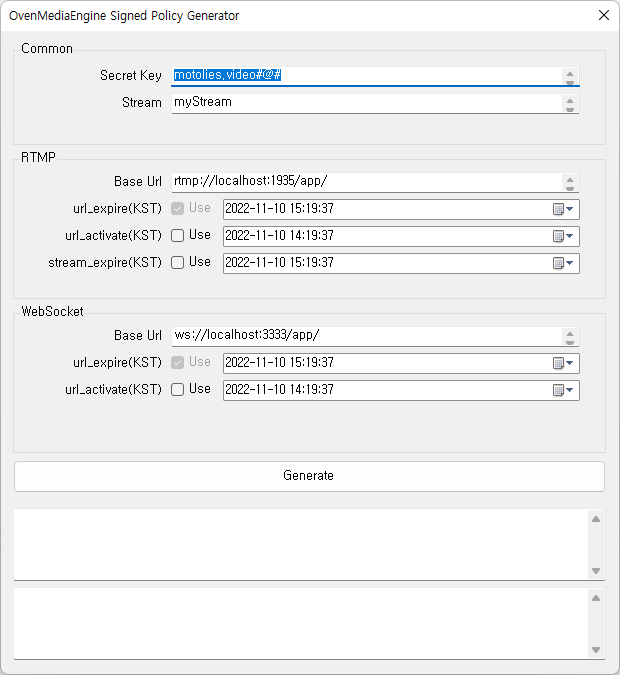 OvenMediaEngine Signed Policy Generator
Common
Secret Key motolies,video#@#
Stream myStream
RTMP
Base Url rtmp://localhost:1935/app/
url_expire(KST) Use 2022-11-10 15:19:37
url_activate(KST) Use 2022-11-10 14:19:37
stream_expire(KST) Use 2022-11-10 15:19:37
WebSocket
Base Url ws://localhost:3333/app/
url_expire(KST) Use 2022-11-10 15:19:37
url_activate(KST) Use 2022-11-10 14:19:37
Generate